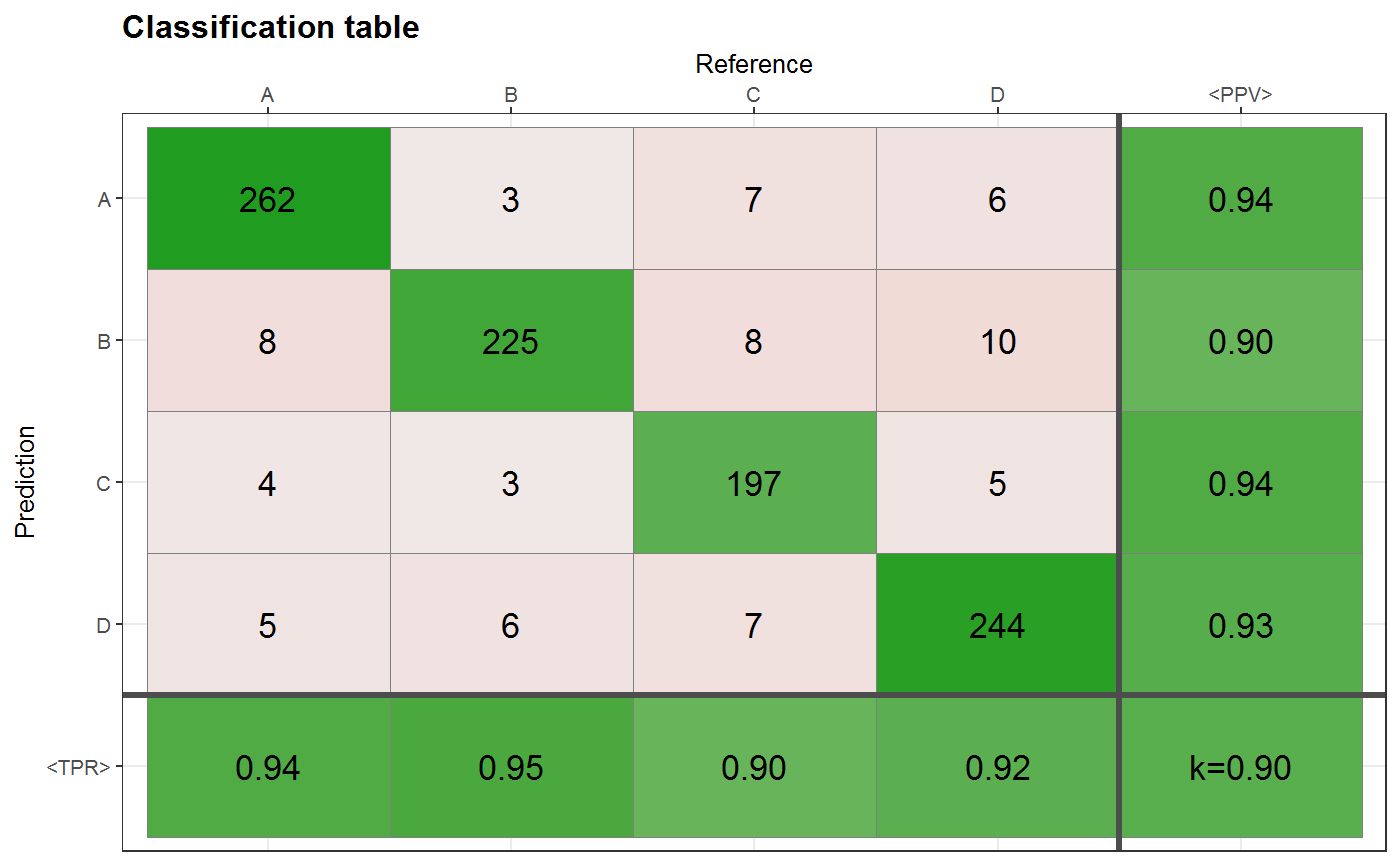 Classification table
Reference
A B C D <PPV>
A 262 3 7 6 0.94
B 8 225 8 10 0.90
Prediction
C 4 3 197 5 0.94
D 5 6 7 244 0.93
<TPR> 0.94 0.95 0.90 0.92 k=0.90